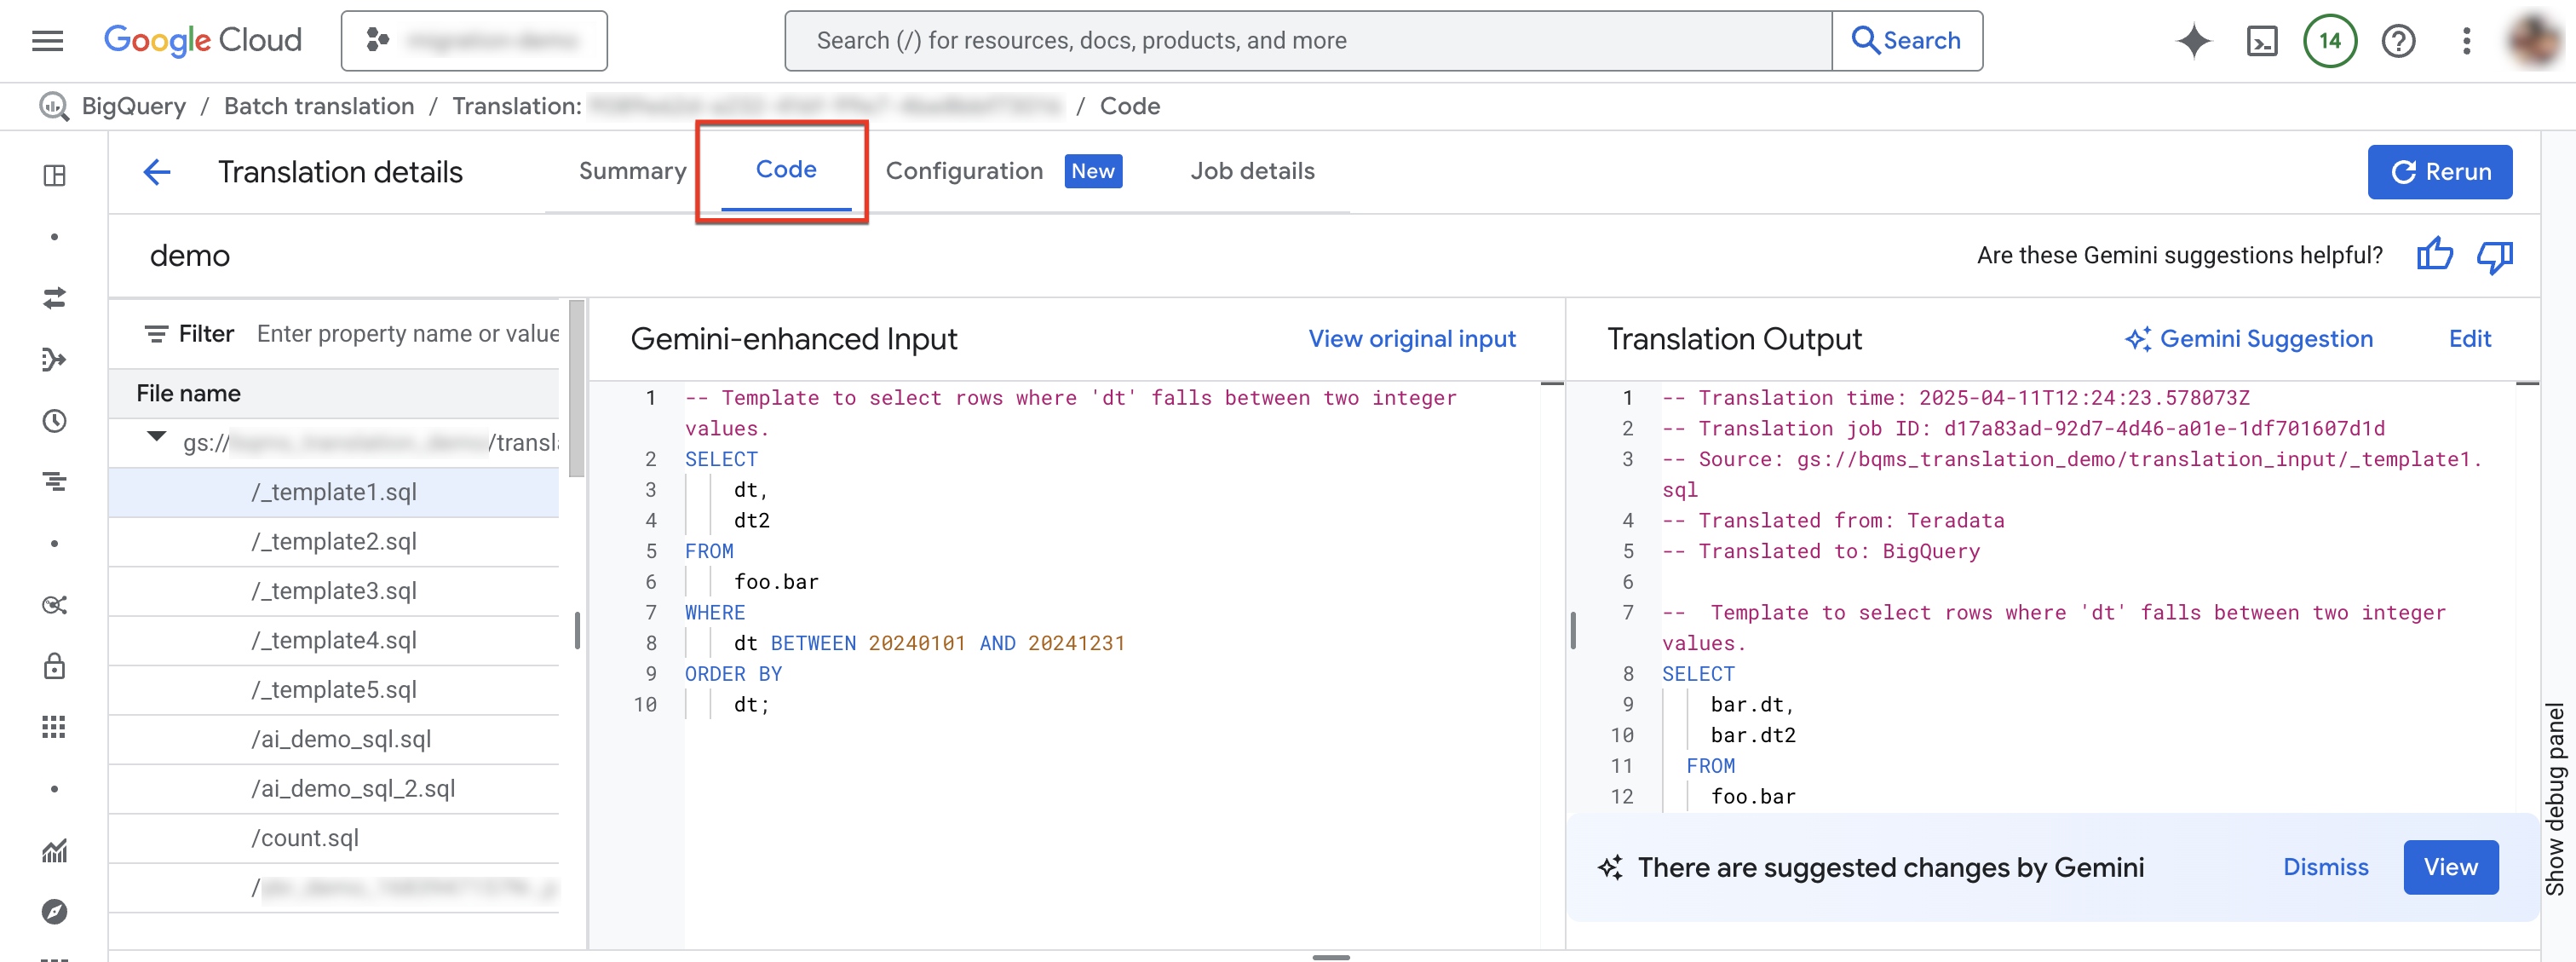 Google Cloud
Search (/) for resources, docs, products, and more
Search
14
BigQuery / Batch translation / Translation: / Code
Translation details
Summary
Code
Configuration
New
Job details
Rerun
demo
Are these Gemini suggestions helpful?
Filter Enter property name or value
File name
gs:// /transla
/_template1.sql
/_template2.sql
/_template3.sql
/_template4.sql
/_template5.sql
/ai_demo_sql.sql
/ai_demo_sql_2.sql
/count.sql
/
Gemini-enhanced Input
View original input
1 -- Template to select rows where 'dt' falls between two integer
values.
2 SELECT
3 dt,
4 dt2
5 FROM
6 foo.bar
7 WHERE
8 dt BETWEEN 20240101 AND 20241231
9 ORDER BY
10 dt;
Translation Output
Gemini Suggestion
Edit
1 -- Translation time: 2025-04-11T12:24:23.578073Z
2 -- Translation job ID: d17a83ad-92d7-4d46-a01e-1df701607d1d
3 -- Source: gs://bqms_translation_demo/translation_input/_template1.
sql
4 -- Translated from: Teradata
5 -- Translated to: BigQuery
6
7 --  Template to select rows where 'dt' falls between two integer
values.
8 SELECT
9 bar.dt,
10 bar.dt2
11 FROM
12 foo.bar
There are suggested changes by Gemini
Dismiss
View
Show debug panel